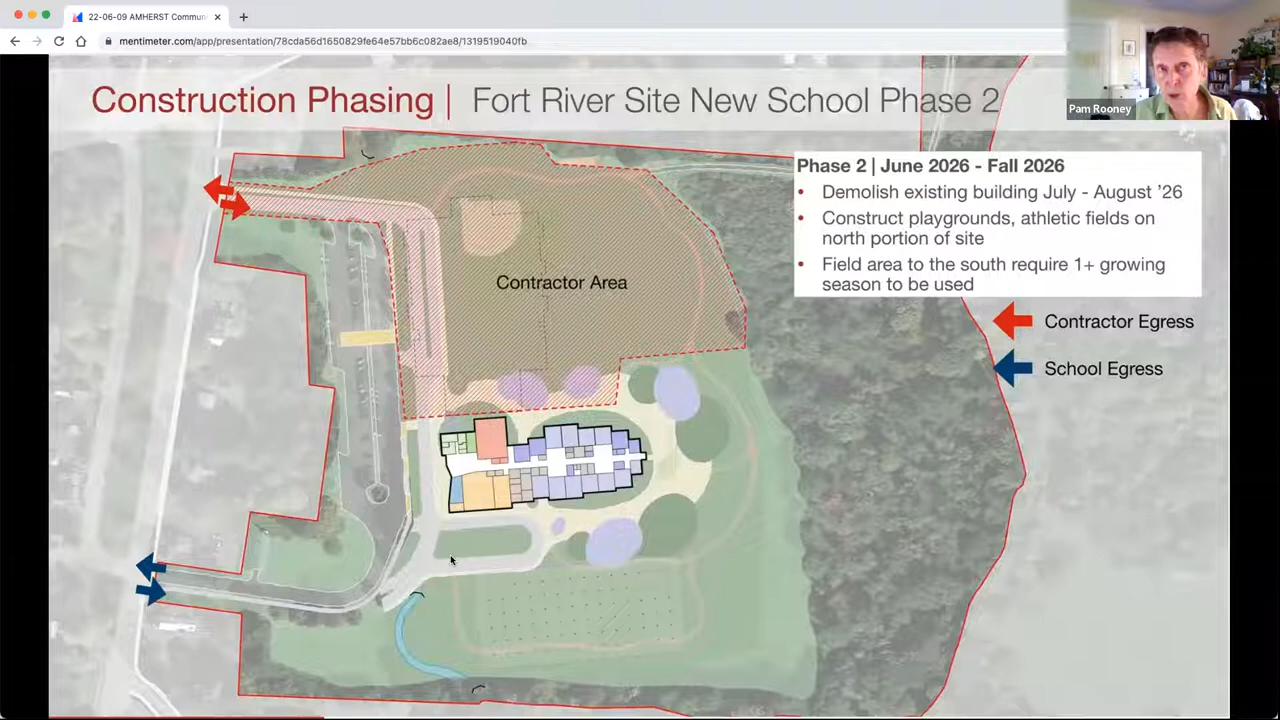 22-06-09 AMHERST Commun
mentimeter.com/app/presentation/78cda56d1650829fe64e57bb6c082ae8/1319519040fb
Construction Phasing | Fort River Site New School Phase 2
Pam Rooney
Phase 2 | June 2026 - Fall 2026
• Demolish existing building July - August ’26
• Construct playgrounds, athletic fields on
north portion of site
• Field area to the south require 1+ growing
season to be used
Contractor Area
Contractor Egress
School Egress